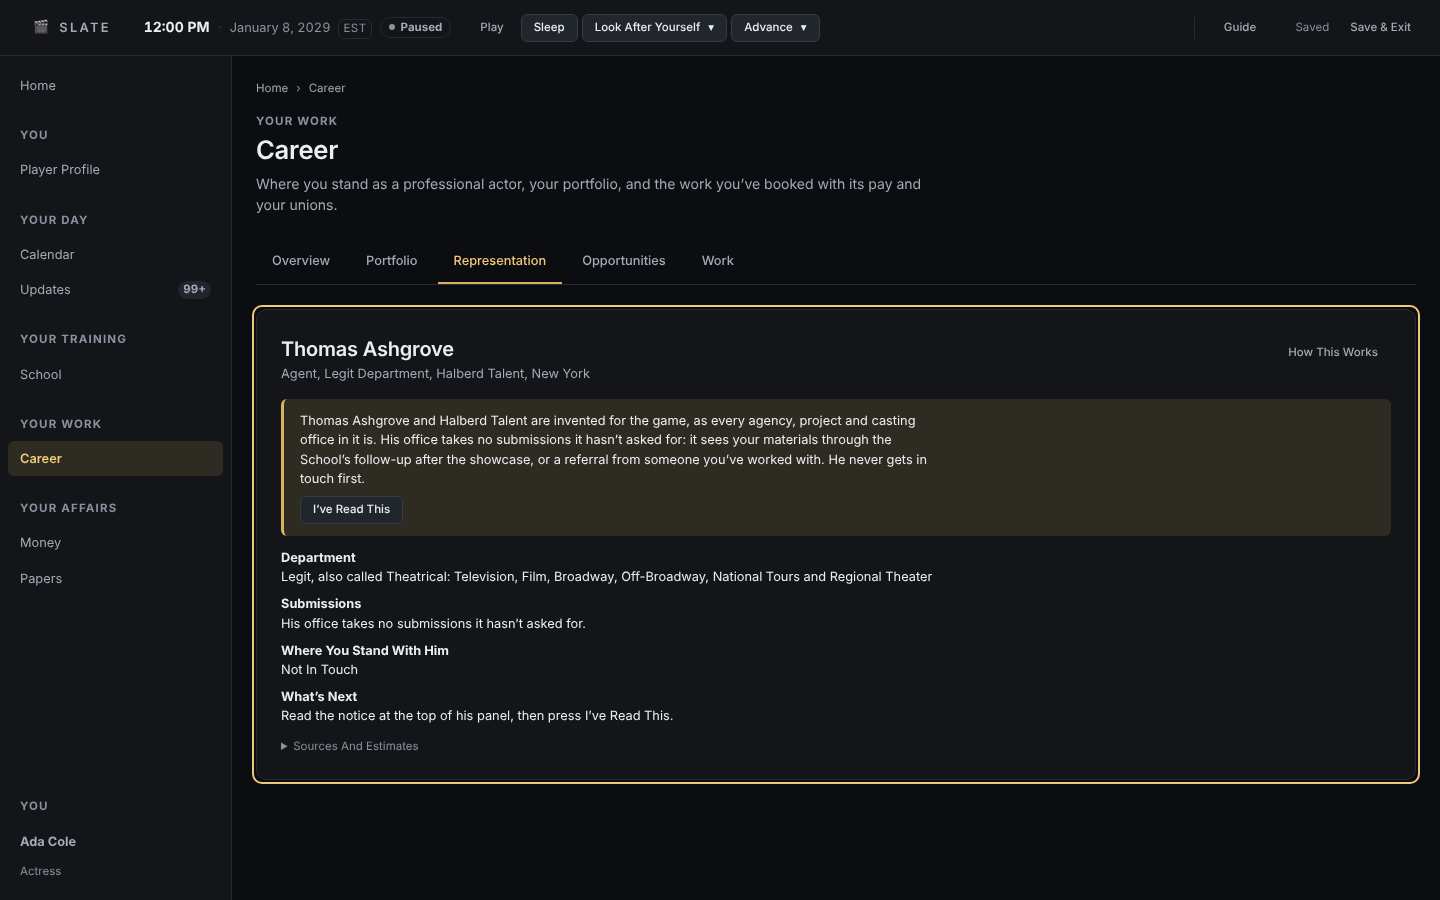 SLATE
12:00 PM · January 8, 2029 EST Paused Play Sleep Look After Yourself ▾ Advance ▾ Guide Saved Save & Exit
Home
YOU
Player Profile
YOUR DAY
Calendar
Updates 99+
YOUR TRAINING
School
YOUR WORK
Career
YOUR AFFAIRS
Money
Papers
YOU
Ada Cole
Actress
Home › Career
YOUR WORK
Career
Where you stand as a professional actor, your portfolio, and the work you’ve booked with its pay and
your unions.
Overview Portfolio Representation Opportunities Work
Thomas Ashgrove
How This Works
Agent, Legit Department, Halberd Talent, New York
Thomas Ashgrove and Halberd Talent are invented for the game, as every agency, project and casting
office in it is. His office takes no submissions it hasn’t asked for: it sees your materials through the
School’s follow-up after the showcase, or a referral from someone you’ve worked with. He never gets in
touch first.
I’ve Read This
Department
Legit, also called Theatrical: Television, Film, Broadway, Off-Broadway, National Tours and Regional Theater
Submissions
His office takes no submissions it hasn’t asked for.
Where You Stand With Him
Not In Touch
What’s Next
Read the notice at the top of his panel, then press I’ve Read This.
▶ Sources And Estimates